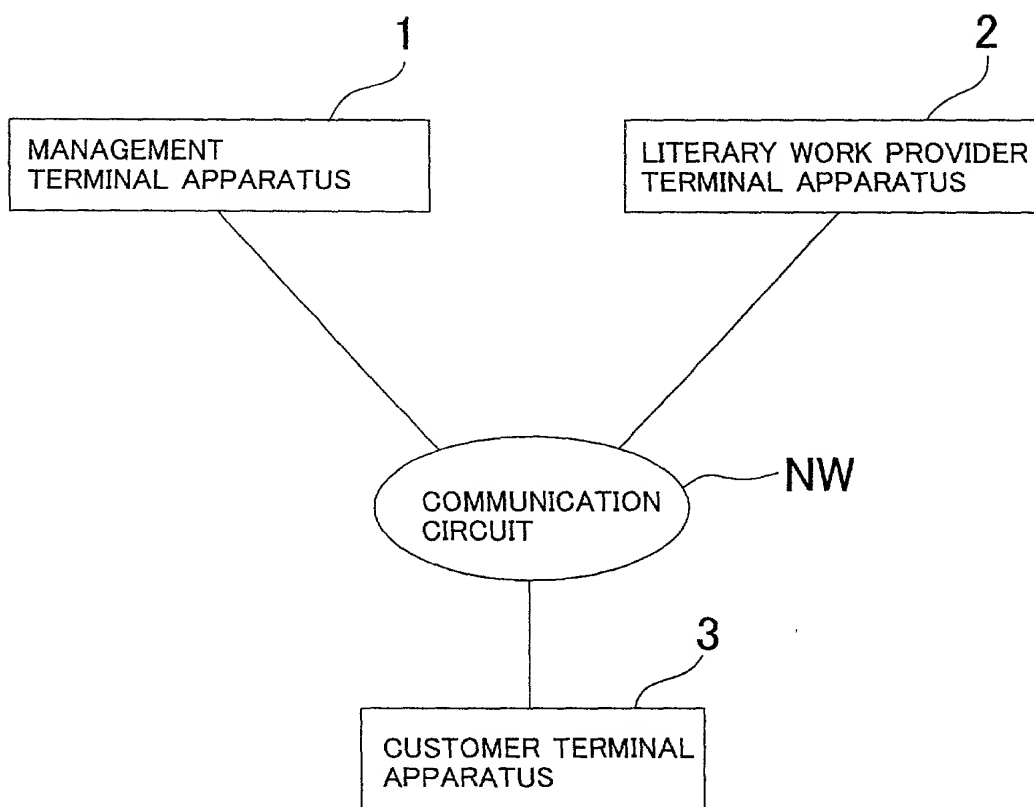 1
2
MANAGEMENT
TERMINAL APPARATUS
LITERARY WORK PROVIDER
TERMINAL APPARATUS
COMMUNICATION
CIRCUIT
NW
3
CUSTOMER TERMINAL
APPARATUS